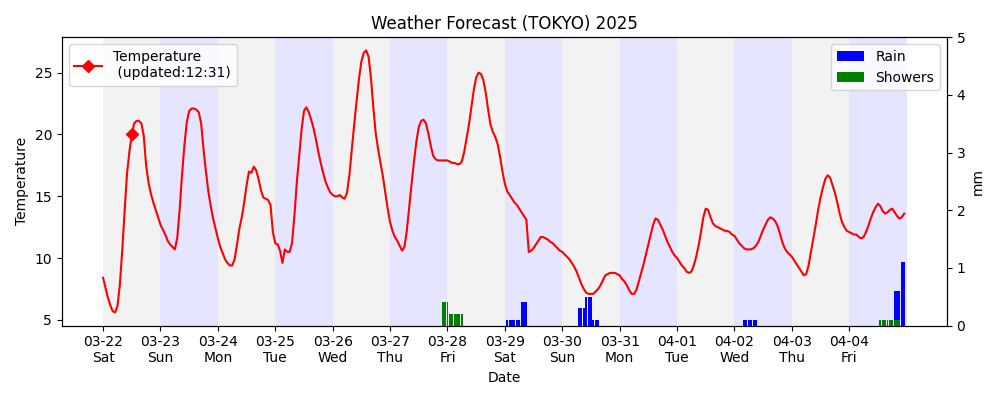 Weather Forecast (TOKYO) 2025
Temperature
(updated:12:31)
Rain
Showers
Temperature
25
20
15
10
5
5
4
3
2
1
0
mm
03-22 03-23 03-24 03-25 03-26 03-27 03-28 03-29 03-30 03-31 04-01 04-02 04-03 04-04
Sat Sun Mon Tue Wed Thu Fri Sat Sun Mon Tue Wed Thu Fri
Date